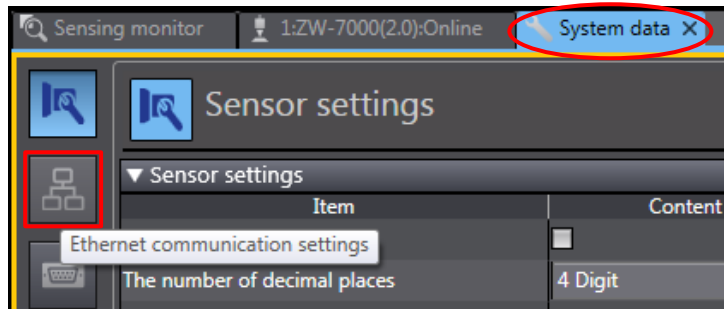 Sensing monitor
1:ZW-7000(2.0):Online
System data
Sensor settings
▼ Sensor settings
Item Content
Ethernet communication settings
The number of decimal places 4 Digit